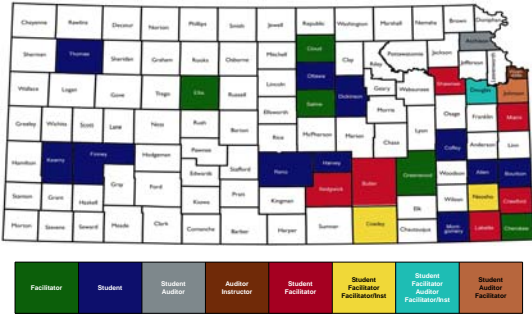 Cheyenne Rawlins Decatur Norton Phillips Smith Jewell Republic Washington Marshall Nemaha Brown Doniphan
Atchison
Sherman Thomas Sheridan Graham Rooks Osborne Mitchell Cloud Clay Riley Pottawatomie Jackson Jefferson Leavenworth
Ottawa
Wallace Logan Gove Trego Ellis Russell Lincoln Saline Dickinson Geary Wabaunsee Shawnee Douglas Johnson
Ellsworth Morris Osage Franklin Miami
Greeley Wichita Scott Lane Ness Rush Barton Rice McPherson Marion Chase Lyon
Coffey Anderson Linn
Hamilton Kearny Finney Hodgeman Pawnee Stafford Reno Harvey
Edwards Butler Greenwood Woodson Allen Bourbon
Gray Ford Pratt Sedgwick
Stanton Grant Haskell Kiowa Kingman Elk Wilson Neosho Crawford
Morton Stevens Seward Meade Clark Comanche Barber Harper Sumner Cowley Chautauqua Mont
gomery Labette Cherokee
Facilitator
Student
Student
Auditor
Auditor
Instructor
Student
Facilitator
Student
Facilitator
Facilitator/Inst
Student
Facilitator
Auditor
Facilitator/Inst
Student
Auditor
Facilitator